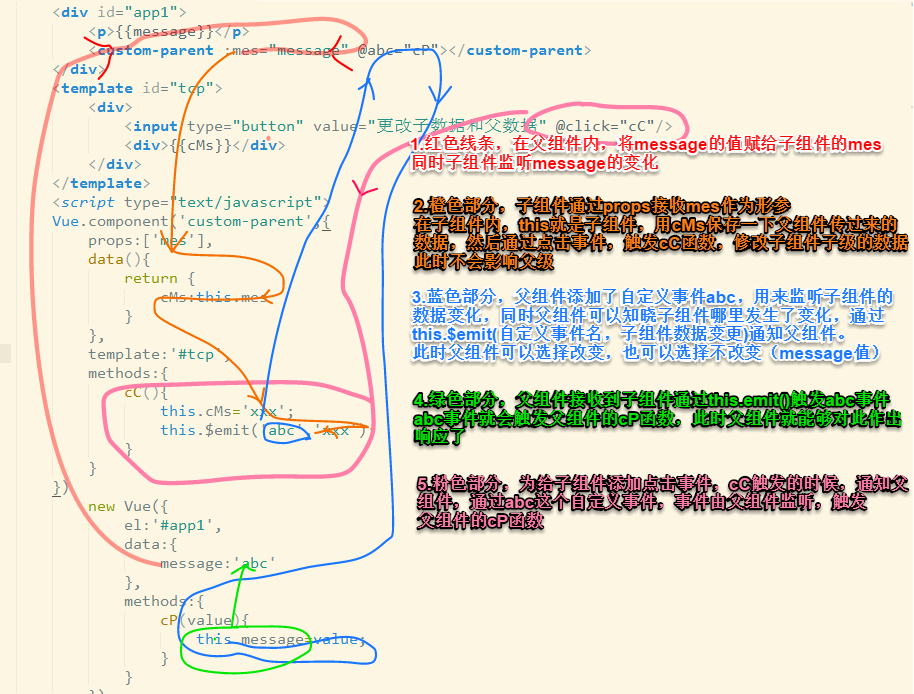 <div id="app1">
<p>{{message}}</p>
<custom-parent :mes="message" @abc="cP"></custom-parent>
</div>
<template id="tcp">
<div>
<input type="button" value="更改子数据和父数据" @click="cC"/>
<div>{{cMs}}</div>
</div>
</template>
<script type="text/javascript">
Vue.component('custom-parent',{
props:['mes'],
data(){
return {
cMs:this.mes
}
},
template:'#tcp',
methods:{
cC(){
this.cMs='xxx';
this.$emit('abc','xxx')
}
}
})
new Vue({
el:'#app1',
data:{
message:'abc'
},
methods:{
cP(value){
this.message=value;
}
}
})
1.红色线条，在父组件内，将message的值赋给子组件的mes
同时子组件监听message的变化
2.橙色部分，子组件通过props接收mes作为形参
在子组件内，this就是子组件，用cMs保存一下父组件传过来的
数据，然后通过点击事件，触发cC函数，修改子组件子级的数据
此时不会影响父级
3.蓝色部分，父组件添加了自定义事件abc，用来监听子组件的
数据变化，同时父组件可以知晓子组件哪里发生了变化，通过
this.$emit(自定义事件名，子组件数据变更)通知父组件。
此时父组件可以选择改变，也可以选择不改变（message值）
4.绿色部分，父组件接收到子组件通过this.emit()触发abc事件
abc事件就会触发父组件的cP函数，此时父组件就能够对此作出
响应了
5.粉色部分，为给子组件添加点击事件，cC触发的时候，通知父
组件，通过abc这个自定义事件，事件由父组件监听，触发
父组件的cP函数